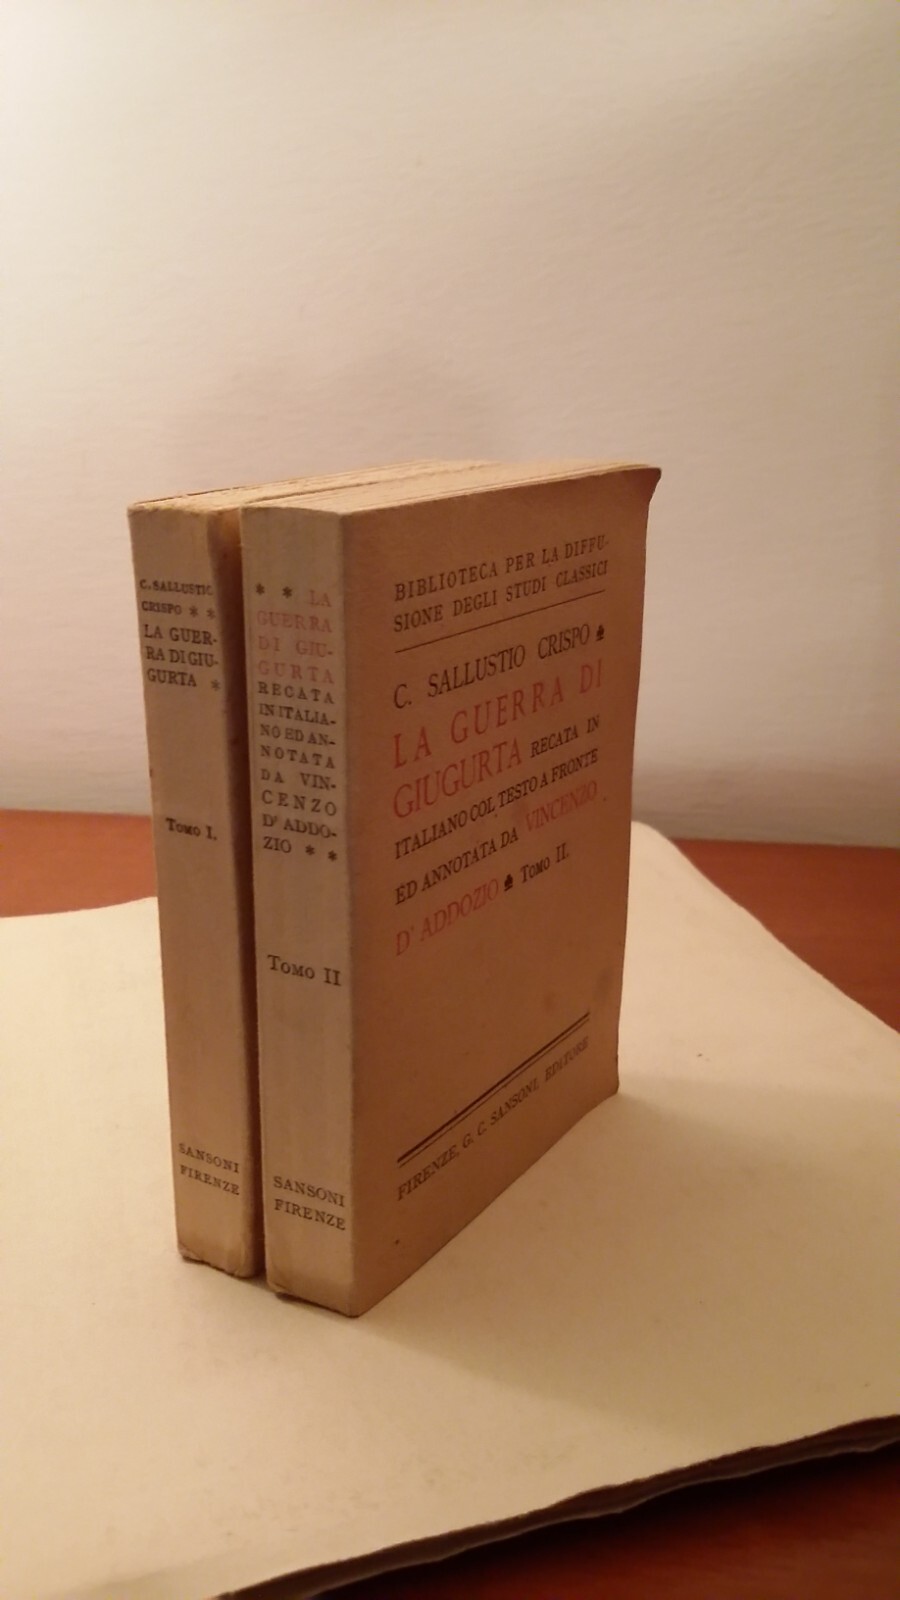 C. SALLUSTIO
CRISPO * *
LA GUER-
RA DI GIU-
GURTA *
TOMO I.
SANSONI
FIRENZE
* * LA
GUERRA
DI GIU-
GURTA
RECATA
IN ITALIA-
NO ED AN-
NOTATA
DA VIN-
CENZO
D'ADDO-
ZIO * *
TOMO II
SANSONI
FIRENZE
BIBLIOTECA PER LA DIFFU-
SIONE DEGLI STUDI CLASSICI
C. SALLUSTIO CRISPO
LA GUERRA DI
GIUGURTA RECATA IN
ITALIANO COL TESTO A FRONTE
ED ANNOTATA DA VINCENZO
D'ADDOZIO TOMO II.
FIRENZE, G. C. SANSONI, EDITORE